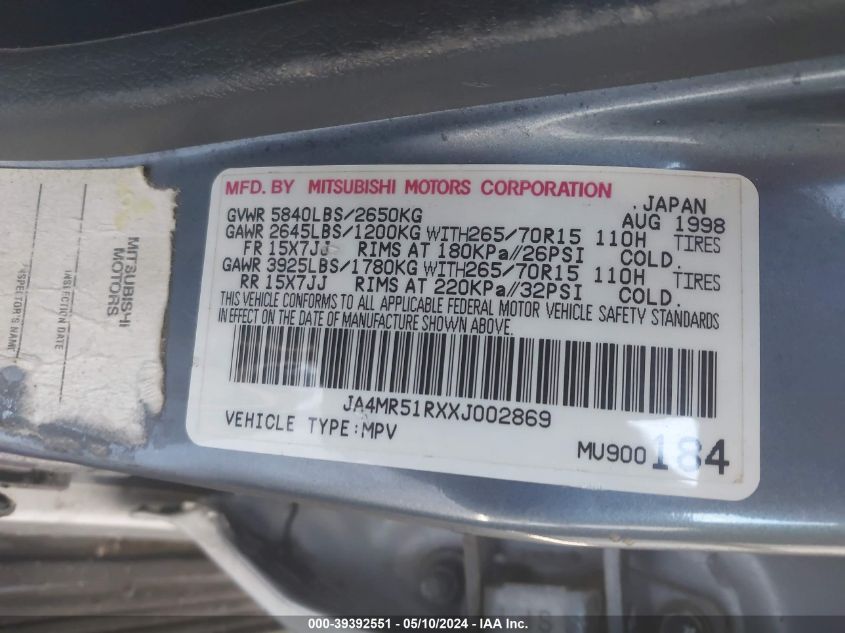 MFD. BY MITSUBISHI MOTORS CORPORATION JAPAN
GVWR 5840LBS/2650KG AUG 1998
GAWR 2645LBS/1200KG WITH265/70R15 110H TIRES
FR 15X7JJ RIMS AT 180KPa//26PSI COLD.
GAWR 3925LBS/1780KG WITH265/70R15 110H TIRES
RR 15X7JJ RIMS AT 220KPa//32PSI COLD.
THIS VEHICLE CONFORMS TO ALL APPLICABLE FEDERAL MOTOR VEHICLE SAFETY STANDARDS
IN EFFECT ON THE DATE OF MANUFACTURE SHOWN ABOVE.
JA4MR51RXXJ002869
VEHICLE TYPE:MPV
MU900 184
MITSUBISHI
MOTORS
INSPECTION DATE
INSPECTOR'S NAME
000-39392551 - 05/10/2024 - IAA Inc.